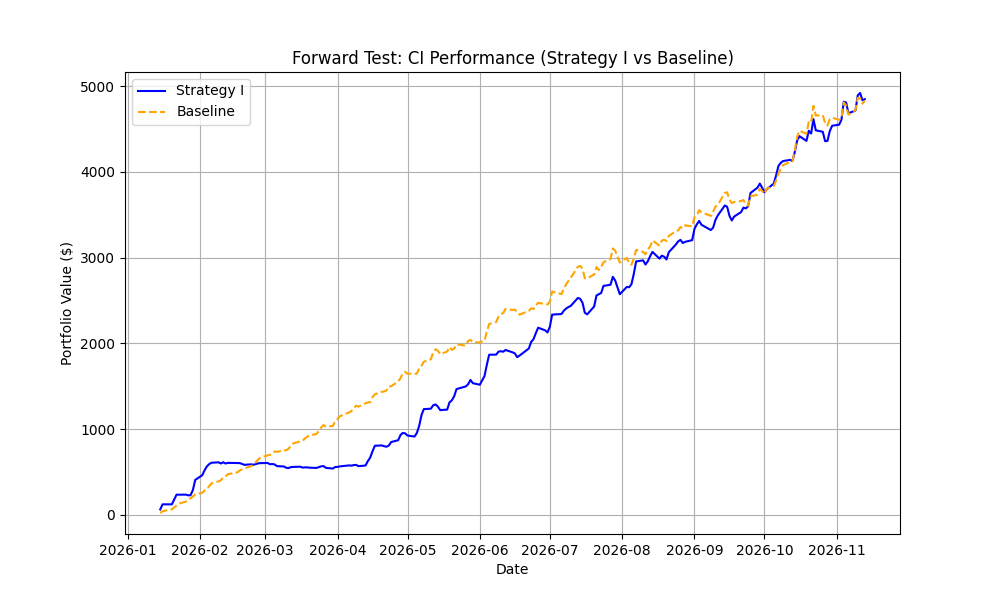 Forward Test: CI Performance (Strategy I vs Baseline)
Strategy I
Baseline
Portfolio Value ($)
5000
4000
3000
2000
1000
0
2026-01 2026-02 2026-03 2026-04 2026-05 2026-06 2026-07 2026-08 2026-09 2026-10 2026-11
Date